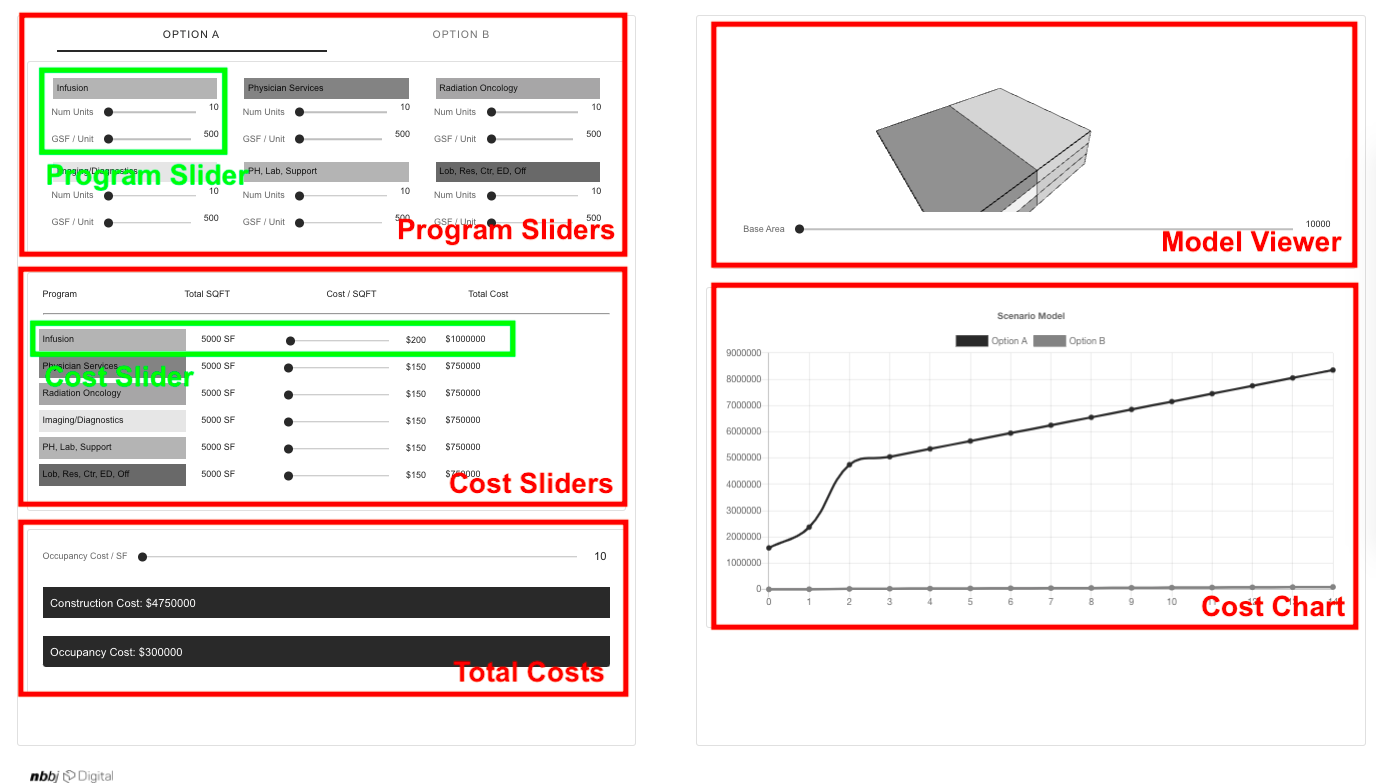 OPTION A
OPTION B
Infusion
Physician Services
Radiation Oncology
Num Units 10
Num Units 10
Num Units 10
GSF / Unit 500
GSF / Unit 500
GSF / Unit 500
Program Slider
Imaging/Diagnostics
PH, Lab, Support
Lob, Res, Ctr, ED, Off
Num Units 10
Num Units 10
Num Units 10
GSF / Unit 500
GSF / Unit 500
GSF / Unit 500
Program Sliders
Program Total SQFT Cost / SQFT Total Cost
Infusion 5000 SF $200 $1000000
Physician Services 5000 SF $150 $750000
Cost Slider
Radiation Oncology 5000 SF $150 $750000
Imaging/Diagnostics 5000 SF $150 $750000
PH, Lab, Support 5000 SF $150 $750000
Lob, Res, Ctr, ED, Off 5000 SF $150 $750000
Cost Sliders
Occupancy Cost / SF 10
Construction Cost: $4750000
Occupancy Cost: $300000
Total Costs
nbbj Digital
Base Area 10000
Model Viewer
Scenario Model
Option A Option B
9000000
8000000
7000000
6000000
5000000
4000000
3000000
2000000
1000000
0
0 1 2 3 4 5 6 7 8 9 10 11 12 13 14
Cost Chart